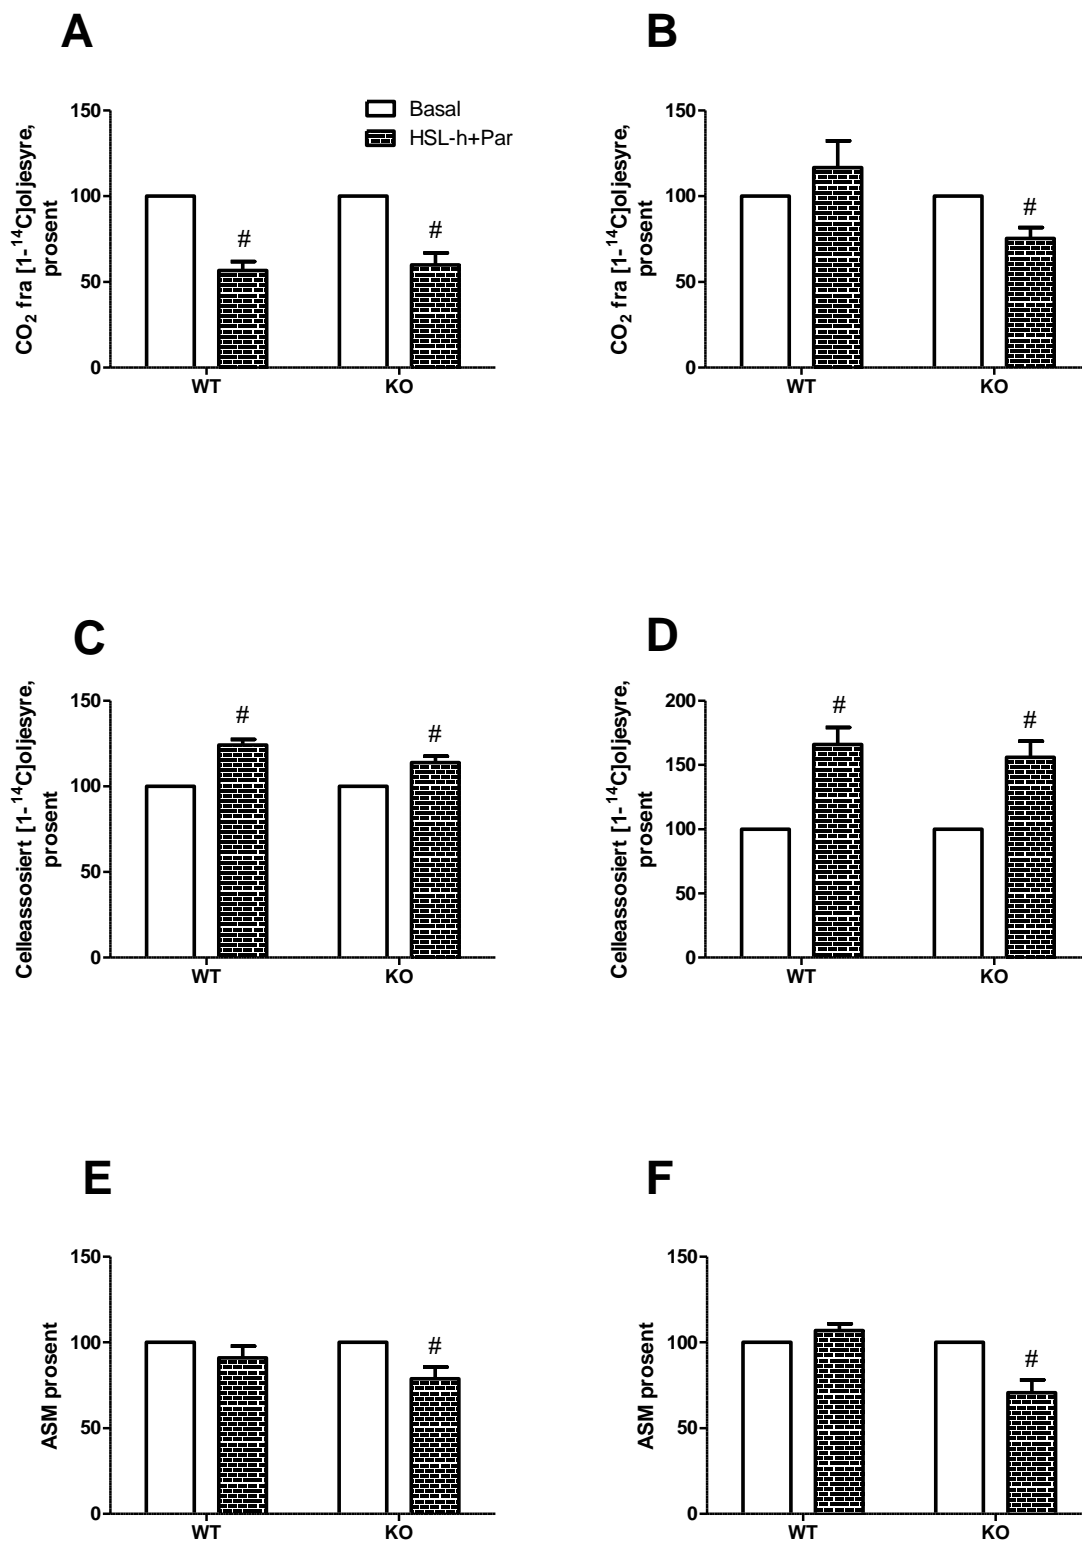 A
CO₂ fra [1-¹⁴C]oljesyre,
prosent
150
100
50
0
Basal
HSL-h+Par
#
#
WT
KO
B
CO₂ fra [1-¹⁴C]oljesyre,
prosent
150
100
50
0
#
WT
KO
C
Celleassosiert [1-¹⁴C]oljesyre,
prosent
150
100
50
0
#
#
WT
KO
D
Celleassosiert [1-¹⁴C]oljesyre,
prosent
200
150
100
50
0
#
#
WT
KO
E
ASM prosent
150
100
50
0
#
WT
KO
F
ASM prosent
150
100
50
0
#
WT
KO